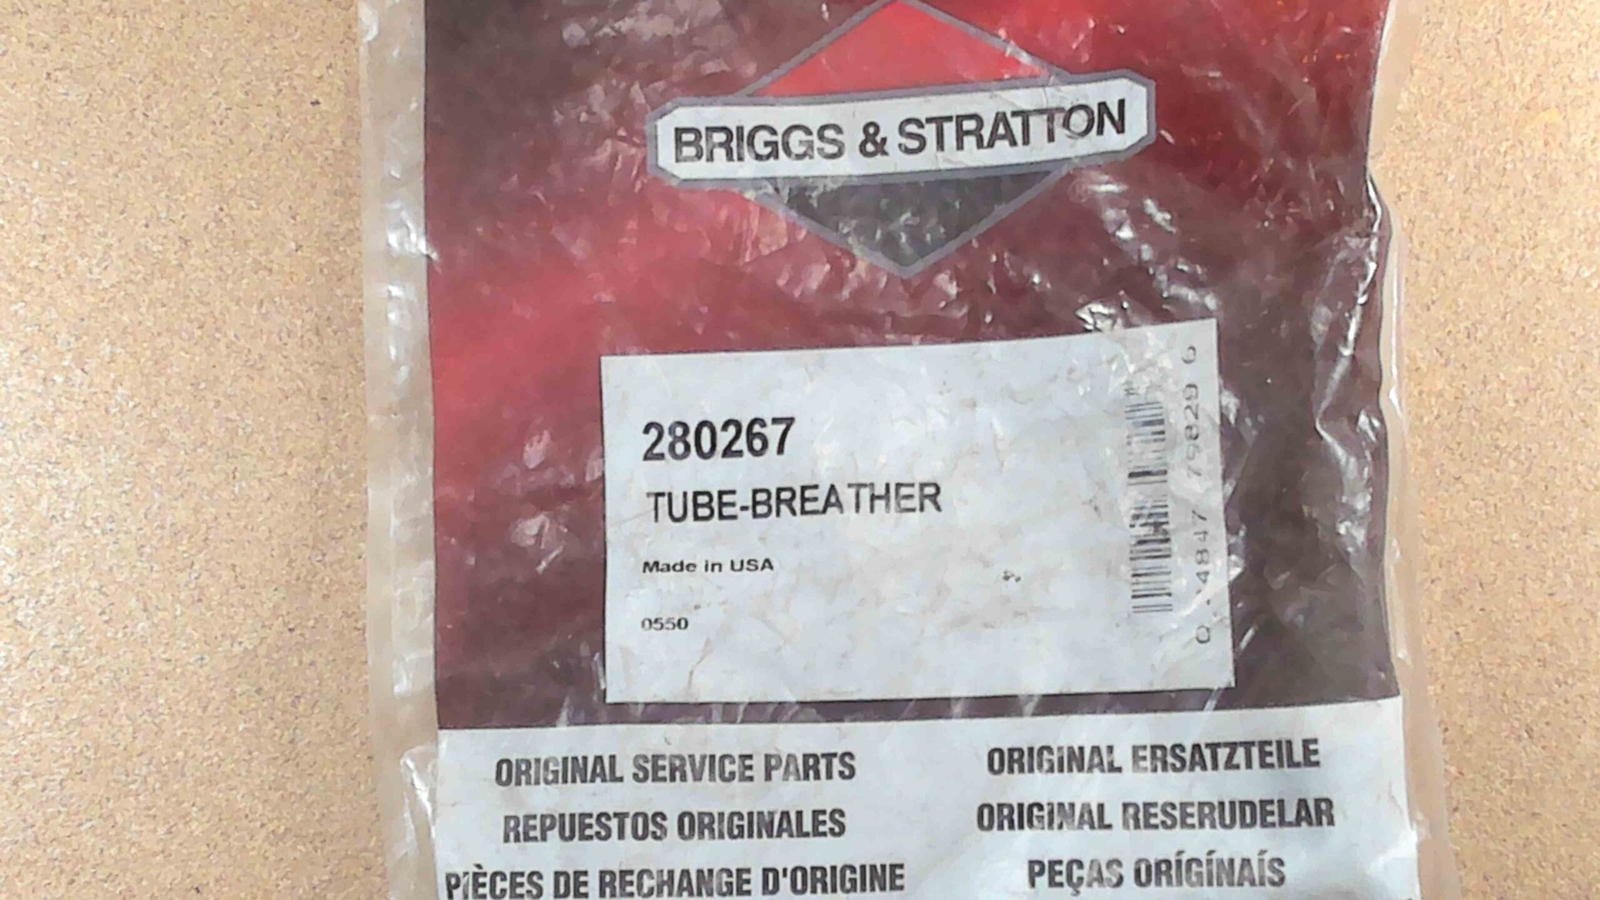 BRIGGS & STRATTON
280267
TUBE-BREATHER
Made in USA
0550
ORIGINAL SERVICE PARTS
REPUESTOS ORIGINALES
PIÈCES DE RECHANGE D'ORIGINE
ORIGINAL ERSATZTEILE
ORIGINAL RESERUDELAR
PEÇAS ORÍGÍNAÍS